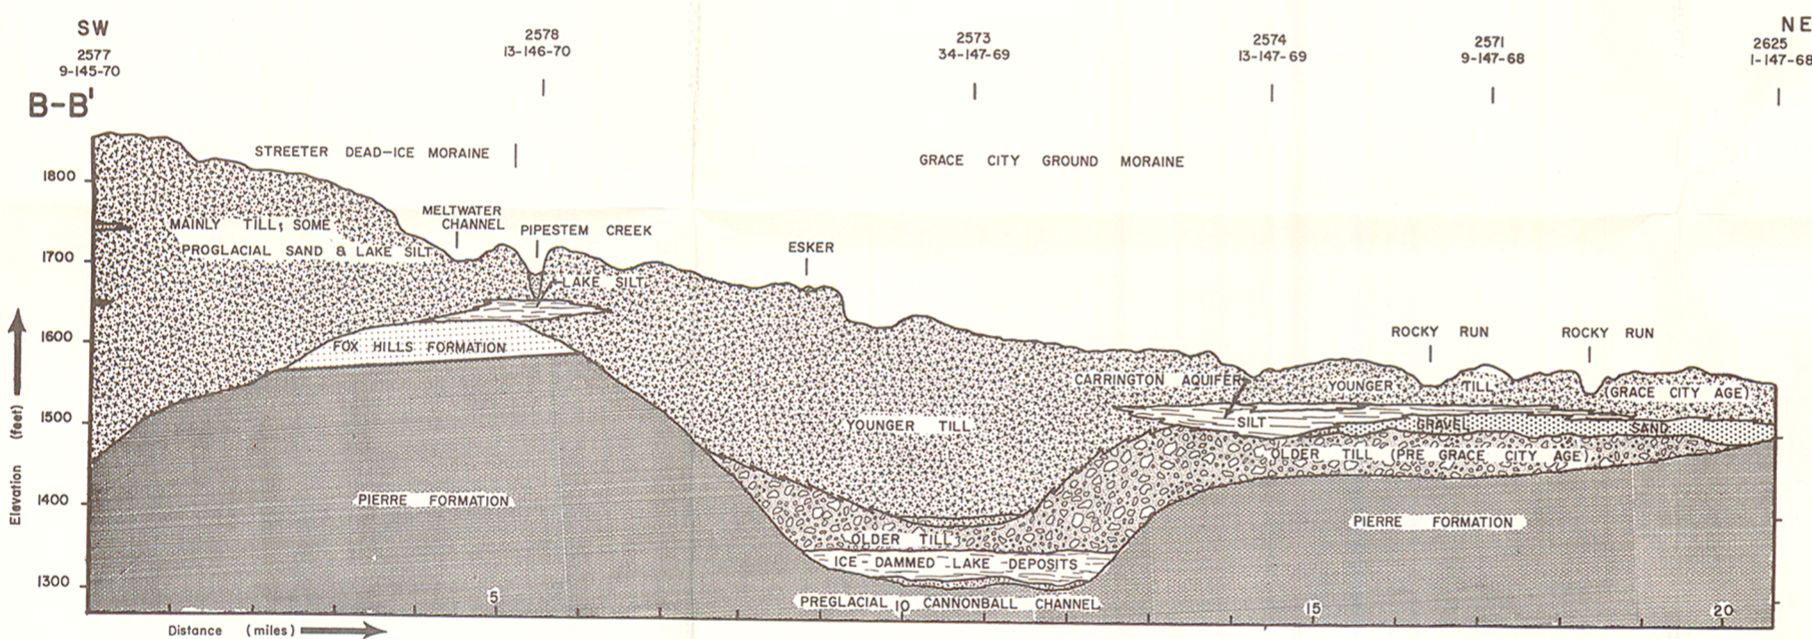 SW
2577
9-145-70
2578
13-146-70
2573
34-147-69
2574
13-147-69
2571
9-147-68
NE
2625
1-147-68
B-B'
STREETER DEAD-ICE MORAINE
GRACE CITY GROUND MORAINE
1800
1700
1600
1500
1400
1300
Elevation (feet)
MAINLY TILL, SOME
PROGLACIAL SAND & LAKE SILT
MELTWATER
CHANNEL
PIPESTEM CREEK
LAKE SILT
ESKER
FOX HILLS FORMATION
PIERRE FORMATION
YOUNGER TILL
OLDER TILL
ICE-DAMMED LAKE DEPOSITS
PREGLACIAL CANNONBALL CHANNEL
ROCKY RUN
ROCKY RUN
CARRINGTON AQUIFER
YOUNGER TILL (GRACE CITY AGE)
SILT
GRAVEL
SAND
OLDER TILL (PRE GRACE CITY AGE)
PIERRE FORMATION
5
10
15
20
Distance (miles)